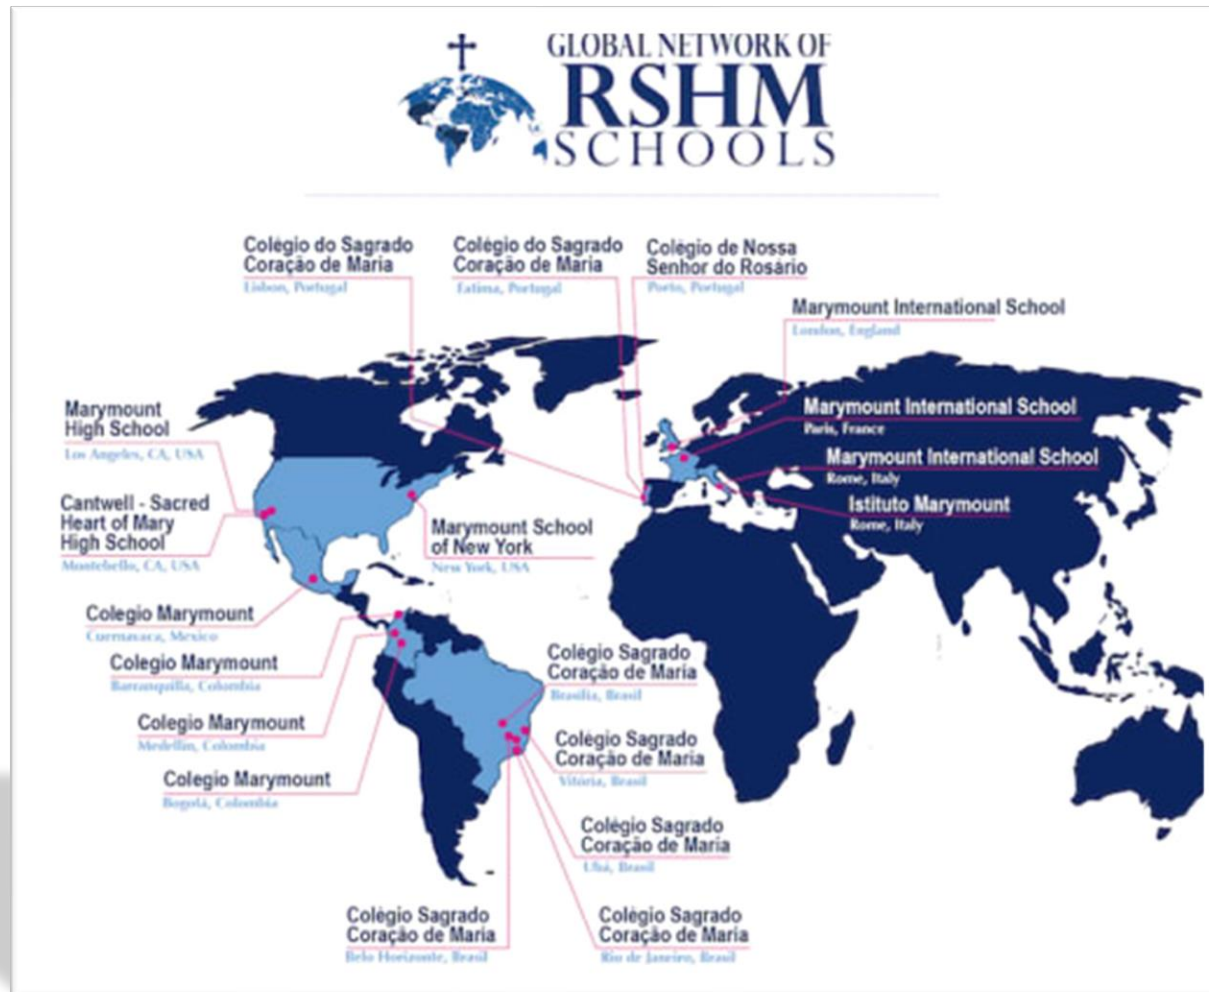 GLOBAL NETWORK OF
RSHM
SCHOOLS
Colégio do Sagrado
Coração de Maria
Lisbon, Portugal
Colégio do Sagrado
Coração de Maria
Fatima, Portugal
Colégio de Nossa
Senhor do Rosário
Porto, Portugal
Marymount International School
London, England
Marymount International School
Paris, France
Marymount International School
Rome, Italy
Istituto Marymount
Rome, Italy
Marymount
High School
Los Angeles, CA, USA
Cantwell - Sacred
Heart of Mary
High School
Montebello, CA, USA
Marymount School
of New York
New York, USA
Colegio Marymount
Cuernavaca, Mexico
Colegio Marymount
Barranquilla, Colombia
Colegio Marymount
Medellín, Colombia
Colegio Marymount
Bogotá, Colombia
Colégio Sagrado
Coração de Maria
Brasília, Brasil
Colégio Sagrado
Coração de Maria
Vitória, Brasil
Colégio Sagrado
Coração de Maria
Ubá, Brasil
Colégio Sagrado
Coração de Maria
Belo Horizonte, Brasil
Colégio Sagrado
Coração de Maria
Rio de Janeiro, Brasil